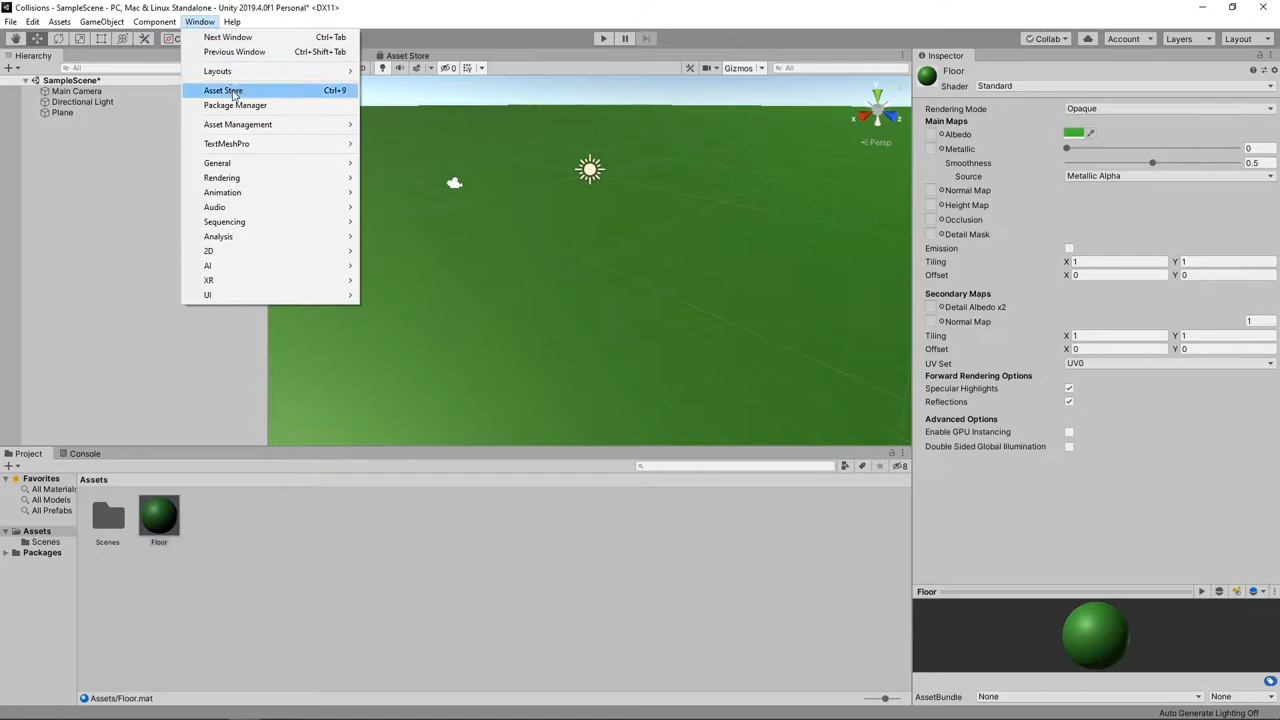 Collisions - SampleScene - PC, Mac & Linux Standalone - Unity 2019.4.0f1 Personal* <DX11>
File Edit Assets GameObject Component Window Help
Collab Account Layers Layout
Next Window Ctrl+Tab
Previous Window Ctrl+Shift+Tab
Layouts
Asset Store Ctrl+9
Package Manager
Asset Management
TextMeshPro
General
Rendering
Animation
Audio
Sequencing
Analysis
2D
AI
XR
UI
Hierarchy
All
SampleScene*
Main Camera
Directional Light
Plane
Asset Store
0
Gizmos
All
x
z
Persp
Inspector
Floor
Shader Standard
Rendering Mode Opaque
Main Maps
Albedo
Metallic 0
Smoothness 0.5
Source Metallic Alpha
Normal Map
Height Map
Occlusion
Detail Mask
Emission
Tiling X 1 Y 1
Offset X 0 Y 0
Secondary Maps
Detail Albedo x2
Normal Map 1
Tiling X 1 Y 1
Offset X 0 Y 0
UV Set UV0
Forward Rendering Options
Specular Highlights
Reflections
Advanced Options
Enable GPU Instancing
Double Sided Global Illumination
Project Console
8
Favorites
All Materials
All Models
All Prefabs
Assets
Scenes
Packages
Assets
Scenes
Floor
Assets/Floor.mat
Floor
AssetBundle None None
Auto Generate Lighting Off